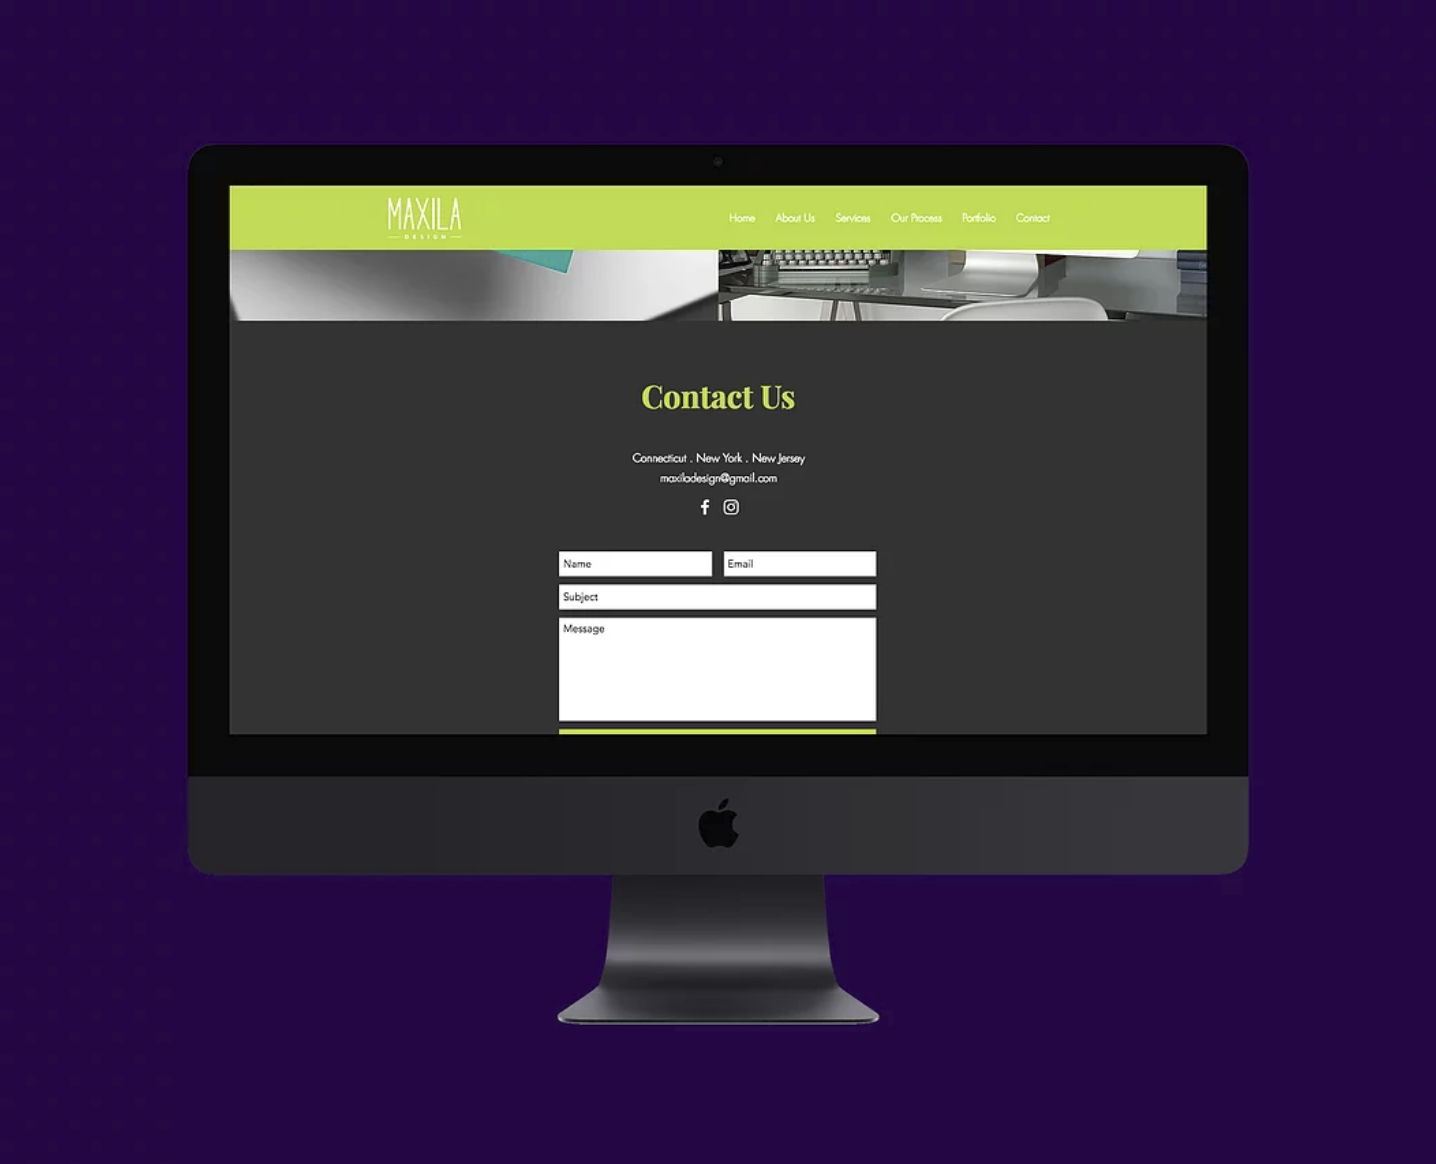 MAXILA
DESIGN
Home About Us Services Our Process Portfolio Contact
Contact Us
Connecticut . New York . New Jersey
maxiladesign@gmail.com
Name Email
Subject
Message